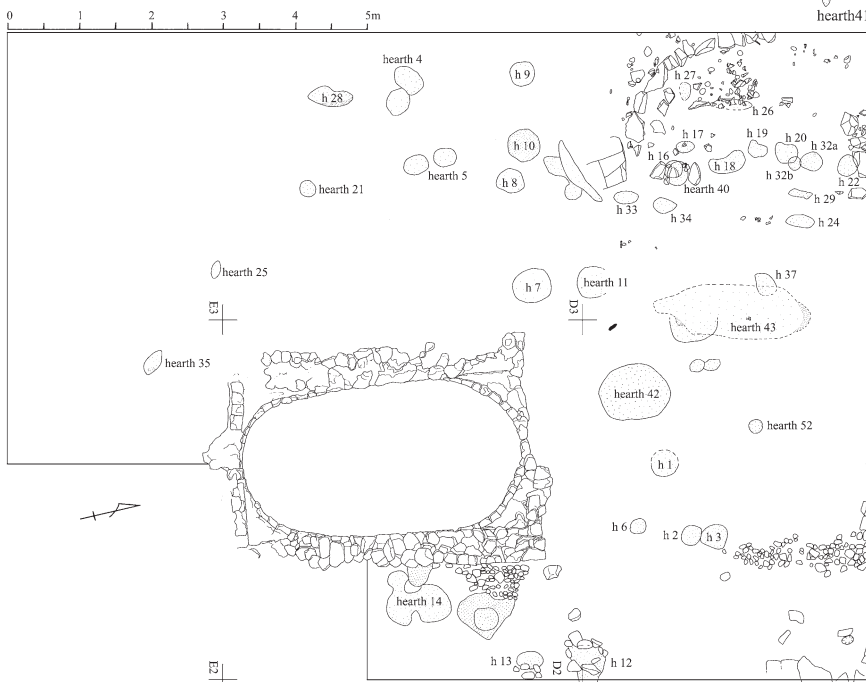 0 1 2 3 4 5m
hearth41
hearth 4
h 9
h 27
h 28
h 26
h 10
h 17
h 19
h 20
h 32a
h 16
h 18
hearth 5
h 8
h 32b
h 22
hearth 21
hearth 40
h 29
h 33
h 34
h 24
hearth 25
h 7
hearth 11
h 37
E3
D3
hearth 43
hearth 35
hearth 42
hearth 52
h 1
h 6
h 2
h 3
hearth 14
h 13
h 12
E2
D2